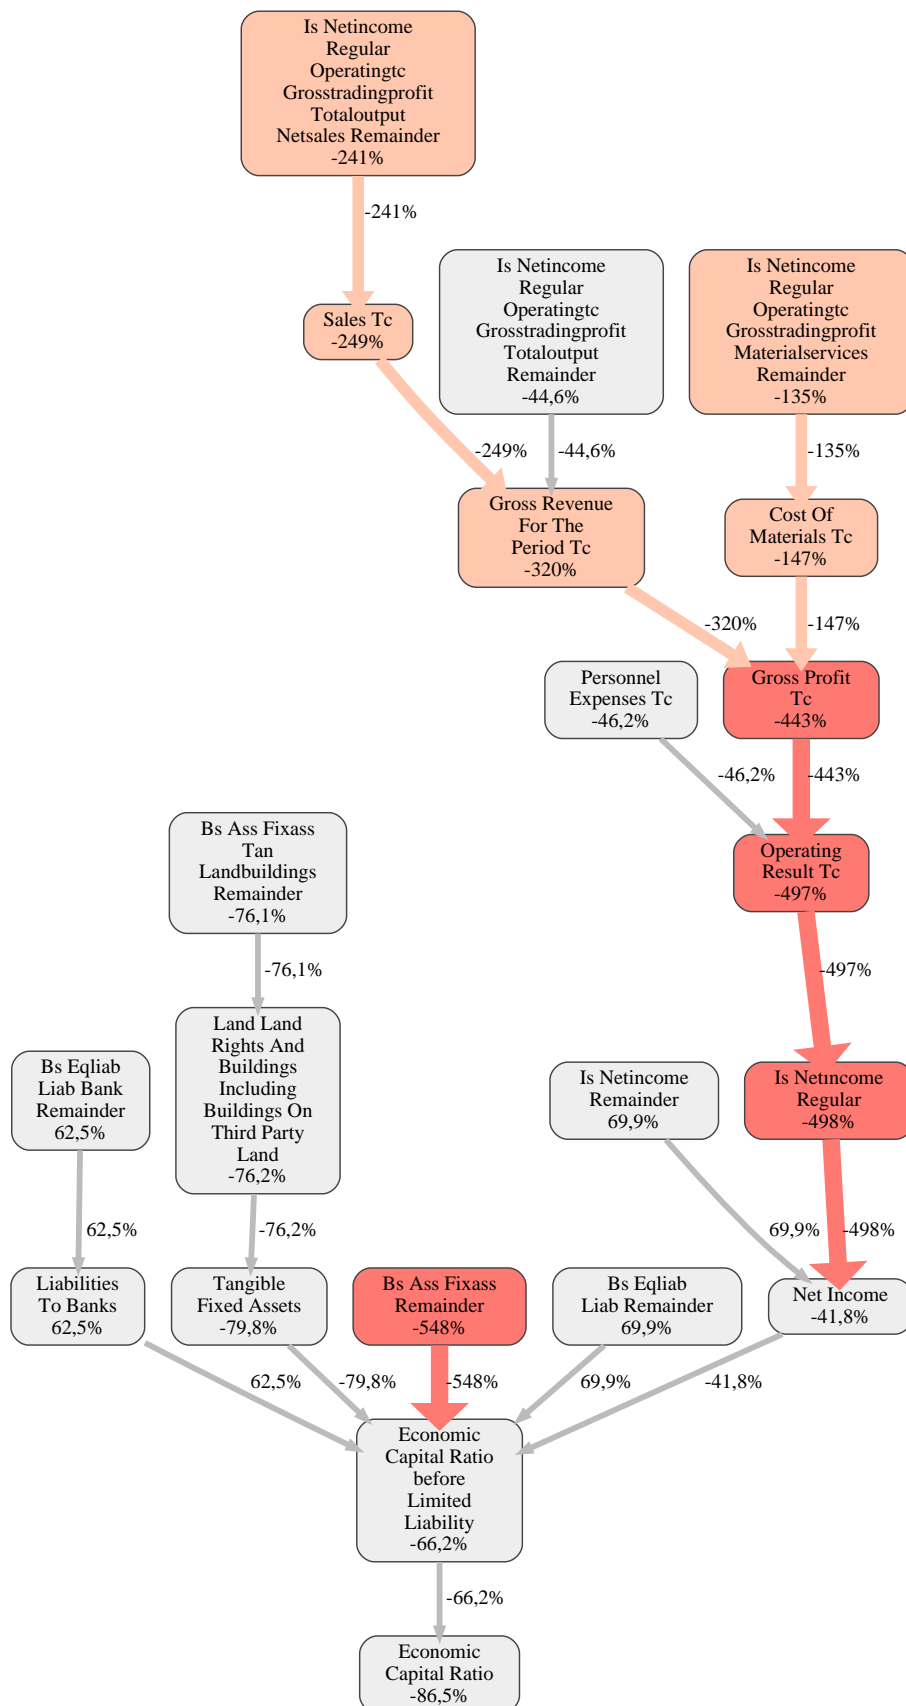 Is Netincome
Regular
Operatingtc
Grosstradingprofit
Totaloutput
Netsales Remainder
-241%
-241%
Is Netincome
Regular
Operatingtc
Grosstradingprofit
Totaloutput
Remainder
-44,6%
Is Netincome
Regular
Operatingtc
Grosstradingprofit
Materialservices
Remainder
-135%
Sales Tc
-249%
-249%
-44,6%
-135%
Gross Revenue
For The
Period Tc
-320%
Cost Of
Materials Tc
-147%
-320%
-147%
Personnel
Expenses Tc
-46,2%
Gross Profit
Tc
-443%
-46,2%
-443%
Bs Ass Fixass
Tan
Landbuildings
Remainder
-76,1%
Operating
Result Tc
-497%
-76,1%
-497%
Land Land
Rights And
Buildings
Including
Buildings On
Third Party
Land
-76,2%
Bs Eqliab
Liab Bank
Remainder
62,5%
Is Netincome
Remainder
69,9%
Is Netincome
Regular
-498%
62,5%
-76,2%
69,9%
-498%
Liabilities
To Banks
62,5%
Tangible
Fixed Assets
-79,8%
Bs Ass Fixass
Remainder
-548%
Bs Eqliab
Liab Remainder
69,9%
Net Income
-41,8%
62,5%
-79,8%
-548%
69,9%
-41,8%
Economic
Capital Ratio
before
Limited
Liability
-66,2%
-66,2%
Economic
Capital Ratio
-86,5%